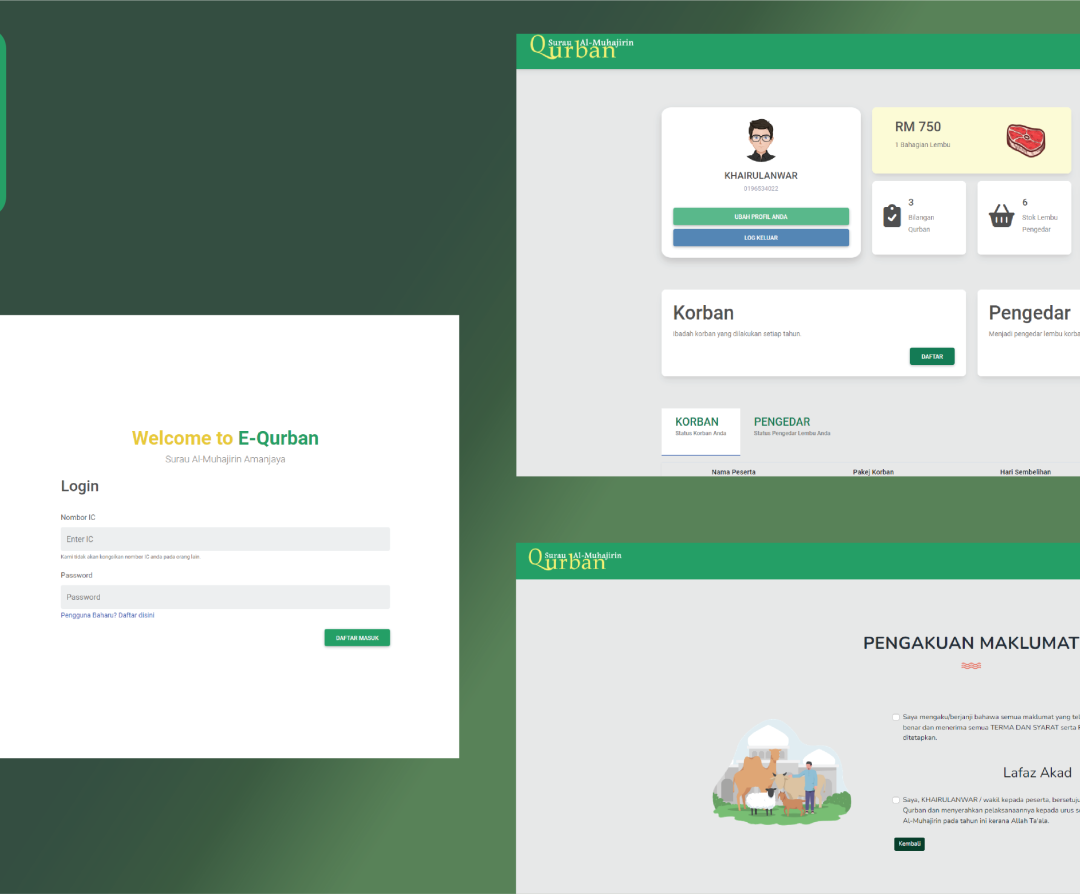 Surau Al-Muhajirin
Qurban
KHAIRULANWAR
0196534022
UBAH PROFIL ANDA
LOG KELUAR
RM 750
1 Bahagian Lembu
3
Bilangan
Qurban
6
Stok Lembu
Pengedar
Korban
Ibadah korban yang dilakukan setiap tahun.
DAFTAR
Pengedar
Menjadi pengedar lembu korba
KORBAN
Status Korban Anda
PENGEDAR
Status Pengedar Lembu Anda
Nama Peserta
Pakej Korban
Hari Sembelihan
Welcome to E-Qurban
Surau Al-Muhajirin Amanjaya
Login
Nombor IC
Enter IC
Kami tidak akan kongsikan nombor IC anda pada orang lain.
Password
Password
Pengguna Baharu? Daftar disini
DAFTAR MASUK
Surau Al-Muhajirin
Qurban
PENGAKUAN MAKLUMAT
Saya mengaku/berjanji bahawa semua maklumat yang tel
benar dan menerima semua TERMA DAN SYARAT serta
ditetapkan.
Lafaz Akad
Saya, KHAIRULANWAR / wakil kepada peserta, bersetuju
Qurban dan menyerahkan pelaksanaannya kepada urus se
Al-Muhajirin pada tahun ini kerana Allah Ta'ala.
Kembali